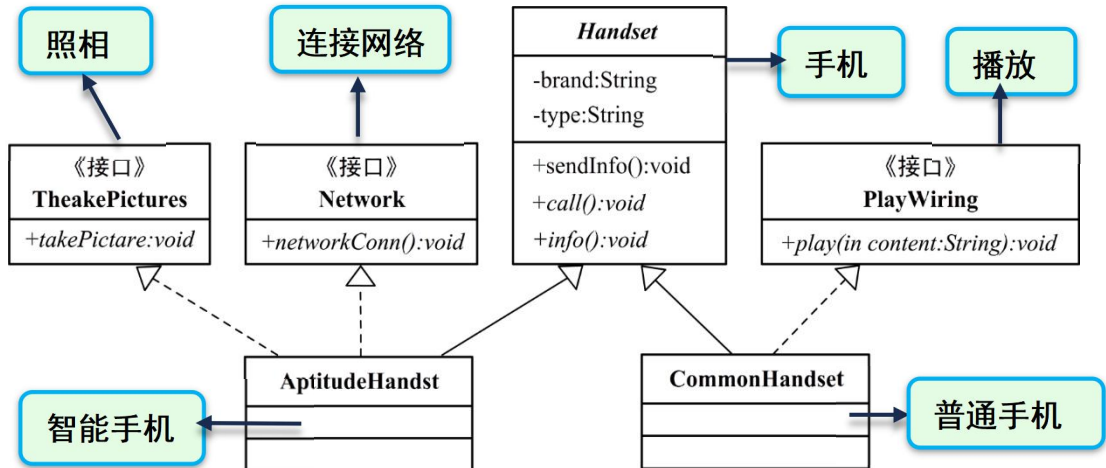 照相
连接网络
手机
播放
Handset
-brand:String
-type:String
+sendInfo():void
+call():void
+info():void
《接口》
TheakePictures
+takePictare:void
《接口》
Network
+networkConn():void
《接口》
PlayWiring
+play(in content:String):void
AptitudeHandst
CommonHandset
智能手机
普通手机